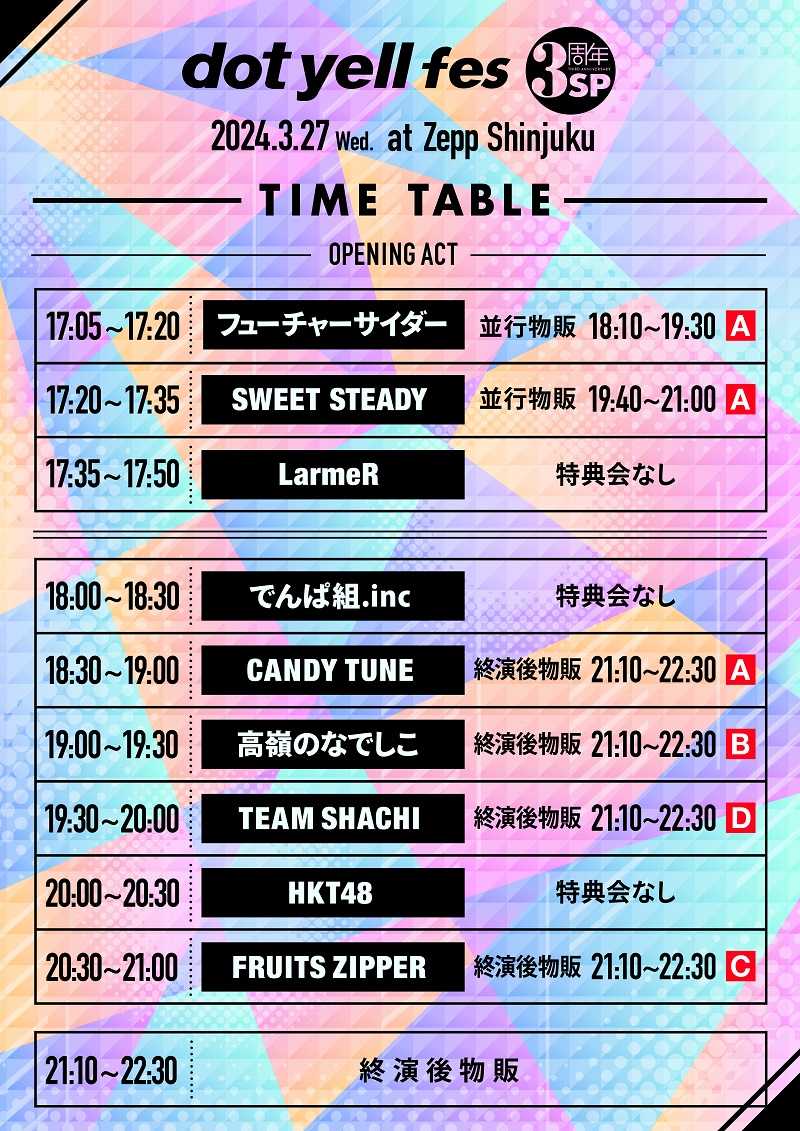 dot yell fes 3周年 THIRD ANNIVERSARY SP
2024.3.27 Wed. at Zepp Shinjuku
TIME TABLE
OPENING ACT
17:05~17:20 フューチャーサイダー 並行物販 18:10~19:30 A
17:20~17:35 SWEET STEADY 並行物販 19:40~21:00 A
17:35~17:50 LarmeR 特典会なし
18:00~18:30 でんぱ組.inc 特典会なし
18:30~19:00 CANDY TUNE 終演後物販 21:10~22:30 A
19:00~19:30 高嶺のなでしこ 終演後物販 21:10~22:30 B
19:30~20:00 TEAM SHACHI 終演後物販 21:10~22:30 D
20:00~20:30 HKT48 特典会なし
20:30~21:00 FRUITS ZIPPER 終演後物販 21:10~22:30 C
21:10~22:30 終演後物販